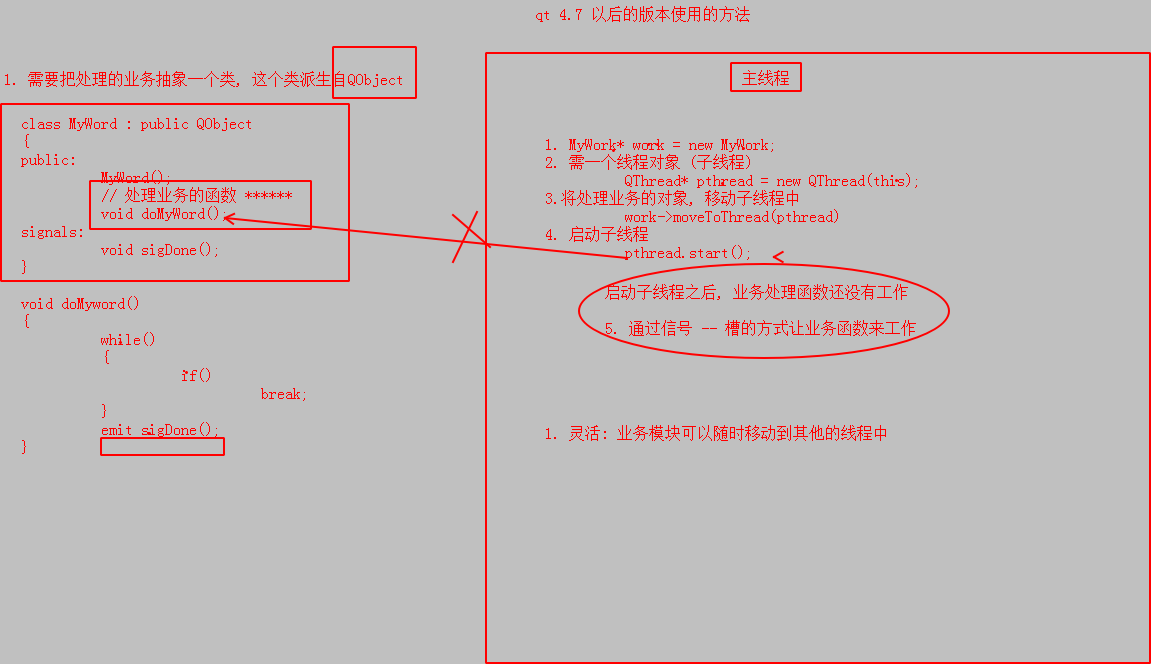 qt 4.7 以后的版本使用的方法
1. 需要把处理的业务抽象一个类, 这个类派生自QObject
class MyWord : public QObject
{
public:
MyWord();
// 处理业务的函数 ******
void doMyWord();
signals:
void sigDone();
}
void doMyword()
{
while()
{
if()
break;
}
emit sigDone();
}
主线程
1. MyWork* work = new MyWork;
2. 需一个线程对象 (子线程)
QThread* pthread = new QThread(this);
3.将处理业务的对象, 移动子线程中
work->moveToThread(pthread)
4. 启动子线程
pthread.start();
启动子线程之后, 业务处理函数还没有工作
5. 通过信号 -- 槽的方式让业务函数来工作
1. 灵活: 业务模块可以随时移动到其他的线程中